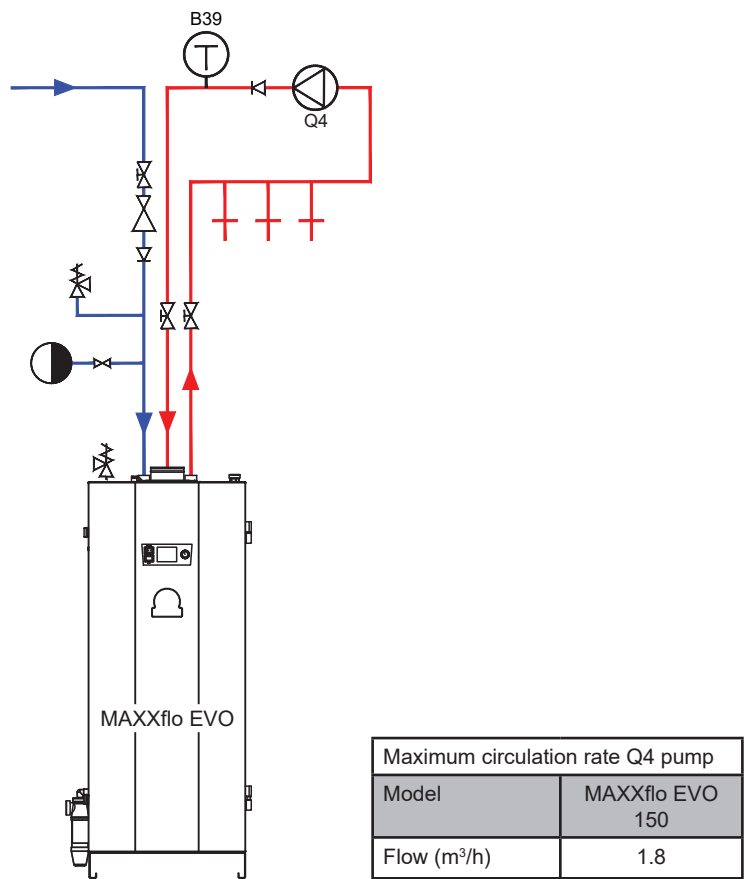 B39
T
Q4
MAXXflo EVO
Maximum circulation rate Q4 pump
Model MAXXflo EVO
150
Flow (m³/h) 1.8